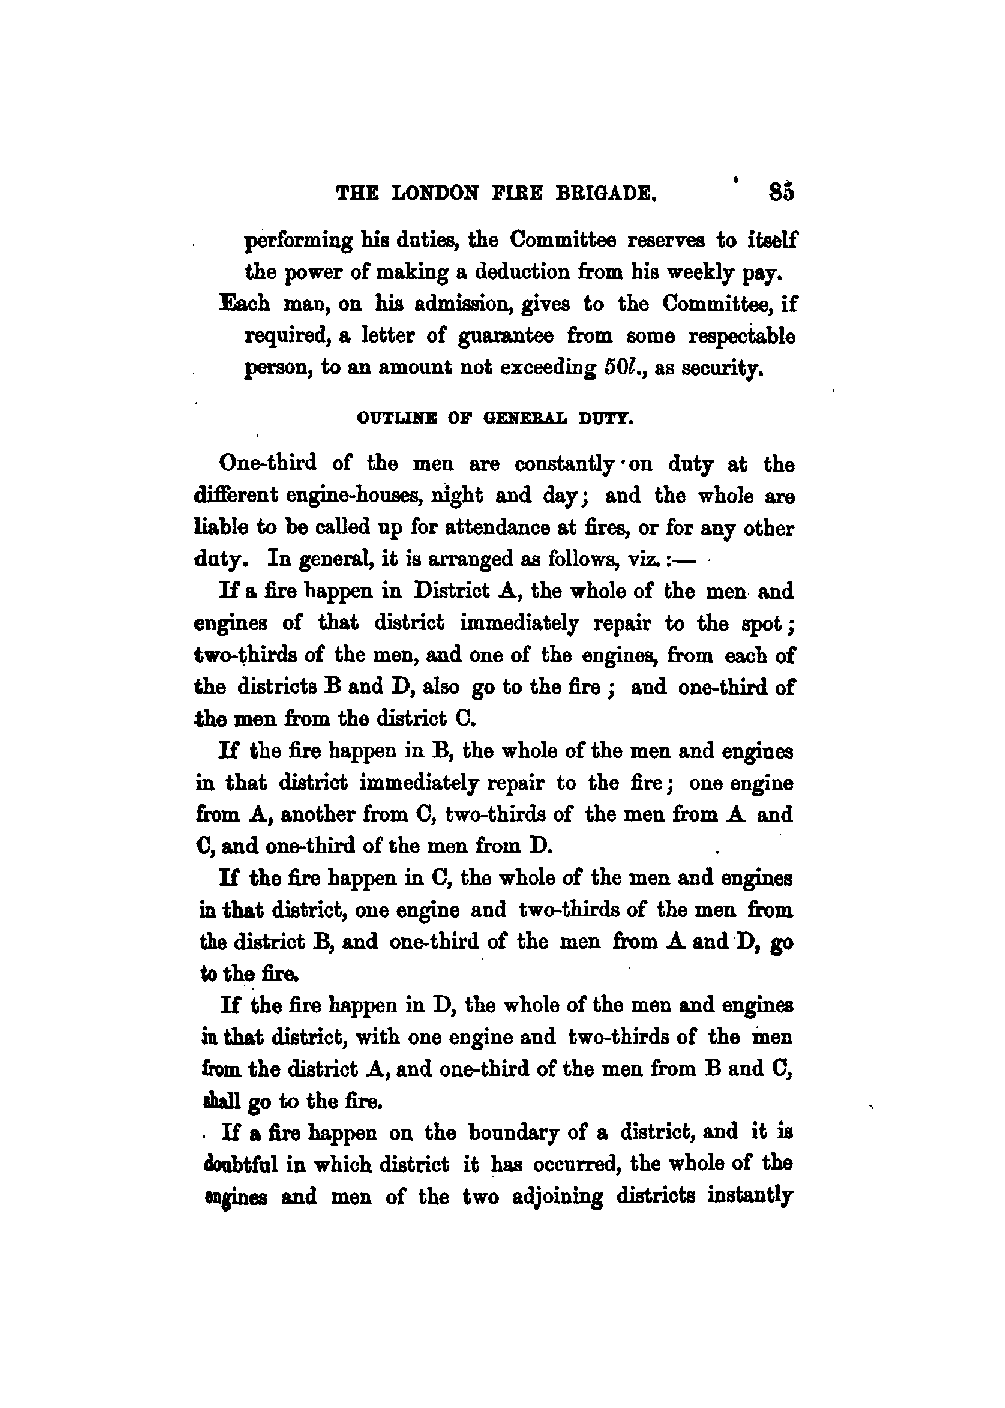 THE LONDON FIRE BRIGADE. 85
performing his duties, the Committee reserves to itself
the power of making a deduction from his weekly pay.
Each man, on his admission, gives to the Committee, if
required, a letter of guarantee from some respectable
person, to an amount not exceeding 50l., as security.
OUTLINE OF GENERAL DUTY.
One-third of the men are constantly on duty at the
different engine-houses, night and day; and the whole are
liable to be called up for attendance at fires, or for any other
duty. In general, it is arranged as follows, viz. :—
If a fire happen in District A, the whole of the men and
engines of that district immediately repair to the spot;
two-thirds of the men, and one of the engines, from each of
the districts B and D, also go to the fire; and one-third of
the men from the district C.
If the fire happen in B, the whole of the men and engines
in that district immediately repair to the fire; one engine
from A, another from C, two-thirds of the men from A and
C, and one-third of the men from D.
If the fire happen in C, the whole of the men and engines
in that district, one engine and two-thirds of the men from
the district B, and one-third of the men from A and D, go
to the fire.
If the fire happen in D, the whole of the men and engines
in that district, with one engine and two-thirds of the men
from the district A, and one-third of the men from B and C,
shall go to the fire.
If a fire happen on the boundary of a district, and it is
doubtful in which district it has occurred, the whole of the
engines and men of the two adjoining districts instantly